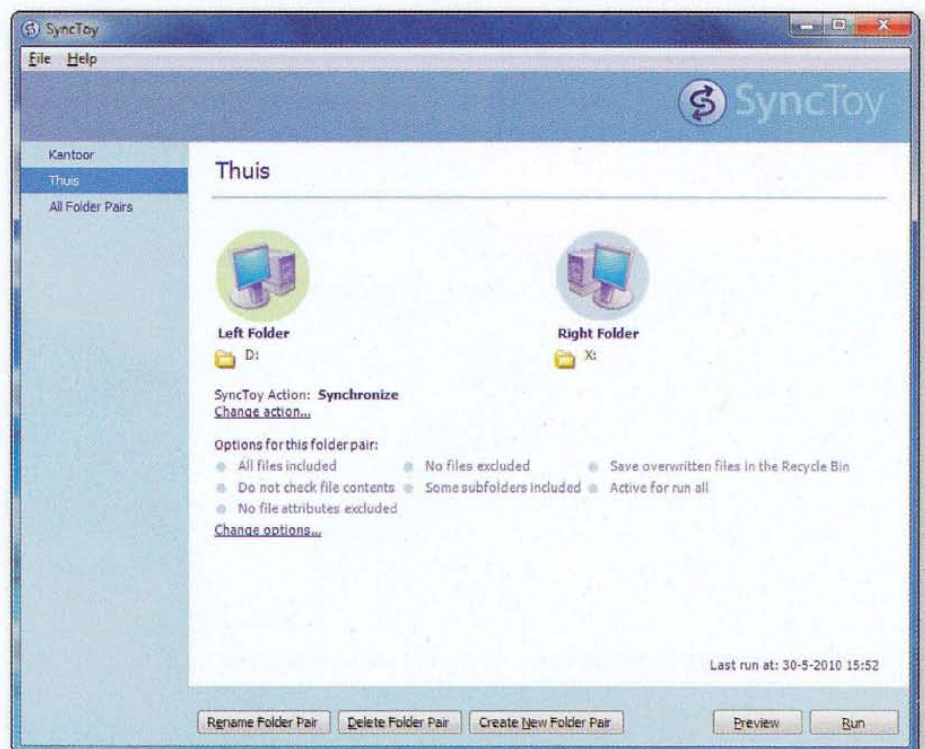 SyncToy
File Help
SyncToy
Kantoor
Thuis
All Folder Pairs
Thuis
Left Folder
D:
Right Folder
X:
SyncToy Action: Synchronize
Change action...
Options for this folder pair:
All files included
No files excluded
Save overwritten files in the Recycle Bin
Do not check file contents
Some subfolders included
Active for run all
No file attributes excluded
Change options...
Last run at: 30-5-2010 15:52
Rename Folder Pair
Delete Folder Pair
Create New Folder Pair
Preview
Run